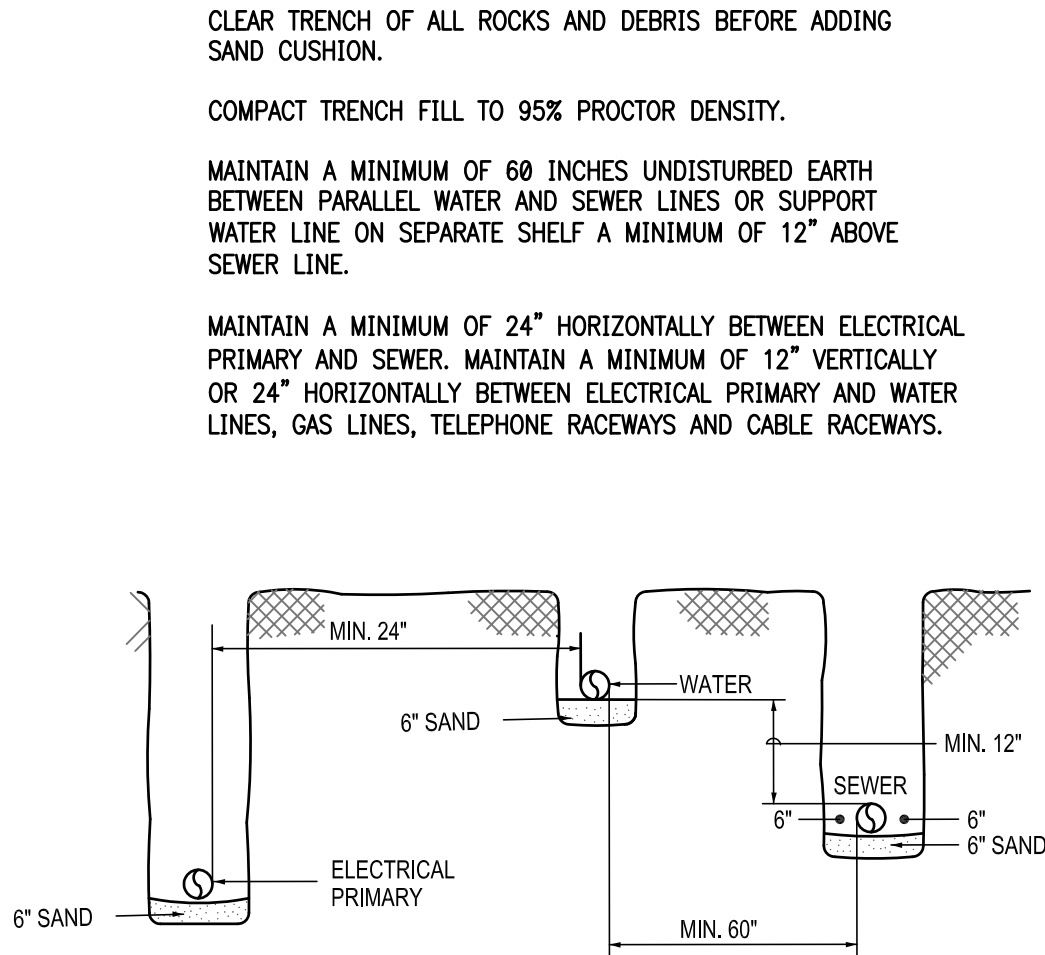 CLEAR TRENCH OF ALL ROCKS AND DEBRIS BEFORE ADDING
SAND CUSHION.
COMPACT TRENCH FILL TO 95% PROCTOR DENSITY.
MAINTAIN A MINIMUM OF 60 INCHES UNDISTURBED EARTH
BETWEEN PARALLEL WATER AND SEWER LINES OR SUPPORT
WATER LINE ON SEPARATE SHELF A MINIMUM OF 12" ABOVE
SEWER LINE.
MAINTAIN A MINIMUM OF 24" HORIZONTALLY BETWEEN ELECTRICAL
PRIMARY AND SEWER. MAINTAIN A MINIMUM OF 12" VERTICALLY
OR 24" HORIZONTALLY BETWEEN ELECTRICAL PRIMARY AND WATER
LINES, GAS LINES, TELEPHONE RACEWAYS AND CABLE RACEWAYS.
MIN. 24"
WATER
6" SAND
MIN. 12"
SEWER
6"
6"
6" SAND
ELECTRICAL
PRIMARY
6" SAND
MIN. 60"